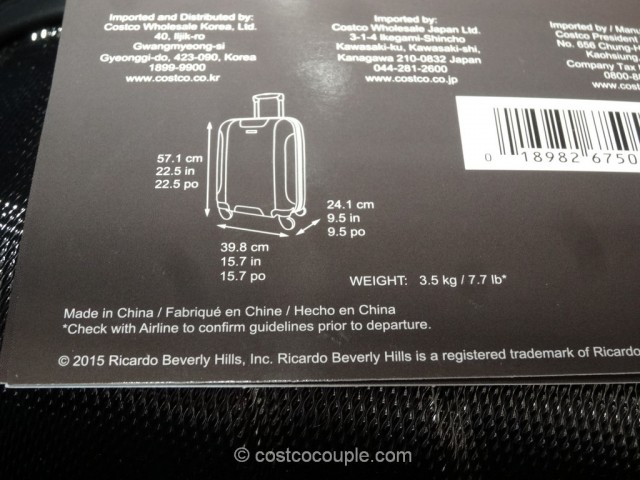 Imported and Distributed by:
Costco Wholesale Korea, Ltd.
40, Iljik-ro
Gwangmyeong-si
Gyeonggi-do, 423-090, Korea
1899-9900
www.costco.co.kr
Imported by:
Costco Wholesale Japan Ltd.
3-1-4 Ikegami-Shincho
Kawasaki-ku, Kawasaki-shi,
Kanagawa 210-0832 Japan
044-281-2600
www.costco.co.jp
Imported by / Manu
Costco President
No. 656 Chung-
Kaohsiung,
Company Tax
0800-8
www.cost
0 18982 6750
57.1 cm
22.5 in
22.5 po
24.1 cm
9.5 in
9.5 po
39.8 cm
15.7 in
15.7 po
WEIGHT: 3.5 kg / 7.7 lb*
Made in China / Fabriqué en Chine / Hecho en China
*Check with Airline to confirm guidelines prior to departure.
© 2015 Ricardo Beverly Hills, Inc. Ricardo Beverly Hills is a registered trademark of Ricardo
© costcocouple.com